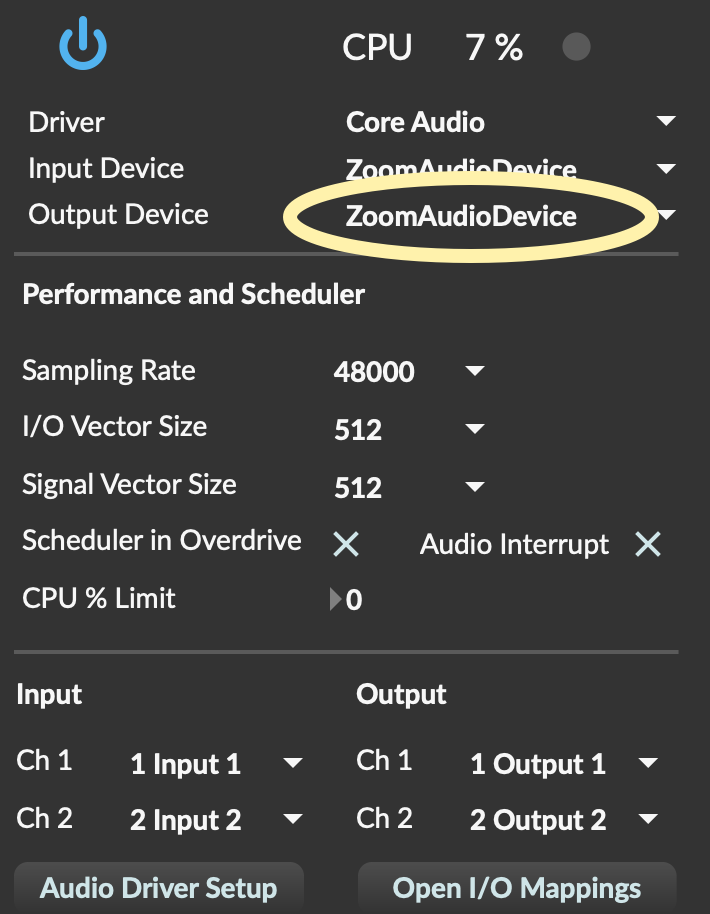 CPU 7 %
Driver Core Audio
Input Device ZoomAudioDevice
Output Device ZoomAudioDevice
Performance and Scheduler
Sampling Rate 48000
I/O Vector Size 512
Signal Vector Size 512
Scheduler in Overdrive Audio Interrupt
CPU % Limit 0
Input Output
Ch 1 1 Input 1 Ch 1 1 Output 1
Ch 2 2 Input 2 Ch 2 2 Output 2
Audio Driver Setup Open I/O Mappings